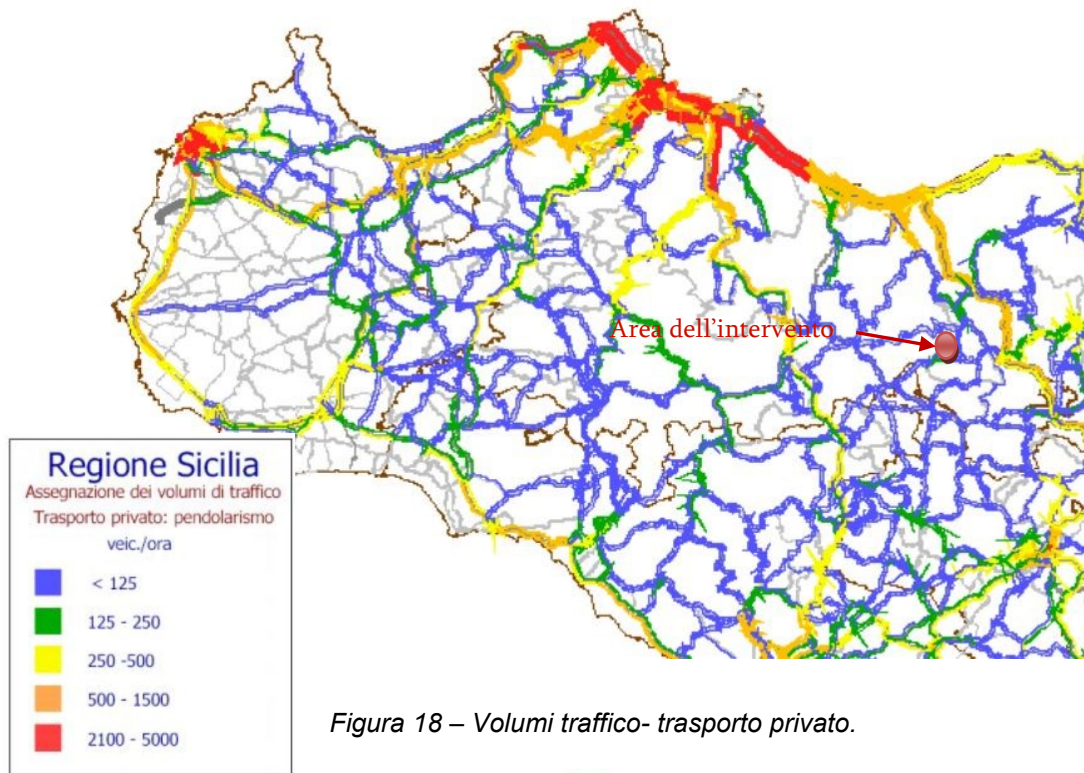 Area dell'intervento
Regione Sicilia
Assegnazione dei volumi di traffico
Trasporto privato: pendolarismo
veic./ora
< 125
125 - 250
250 -500
500 - 1500
2100 - 5000
Figura 18 – Volumi traffico- trasporto privato.